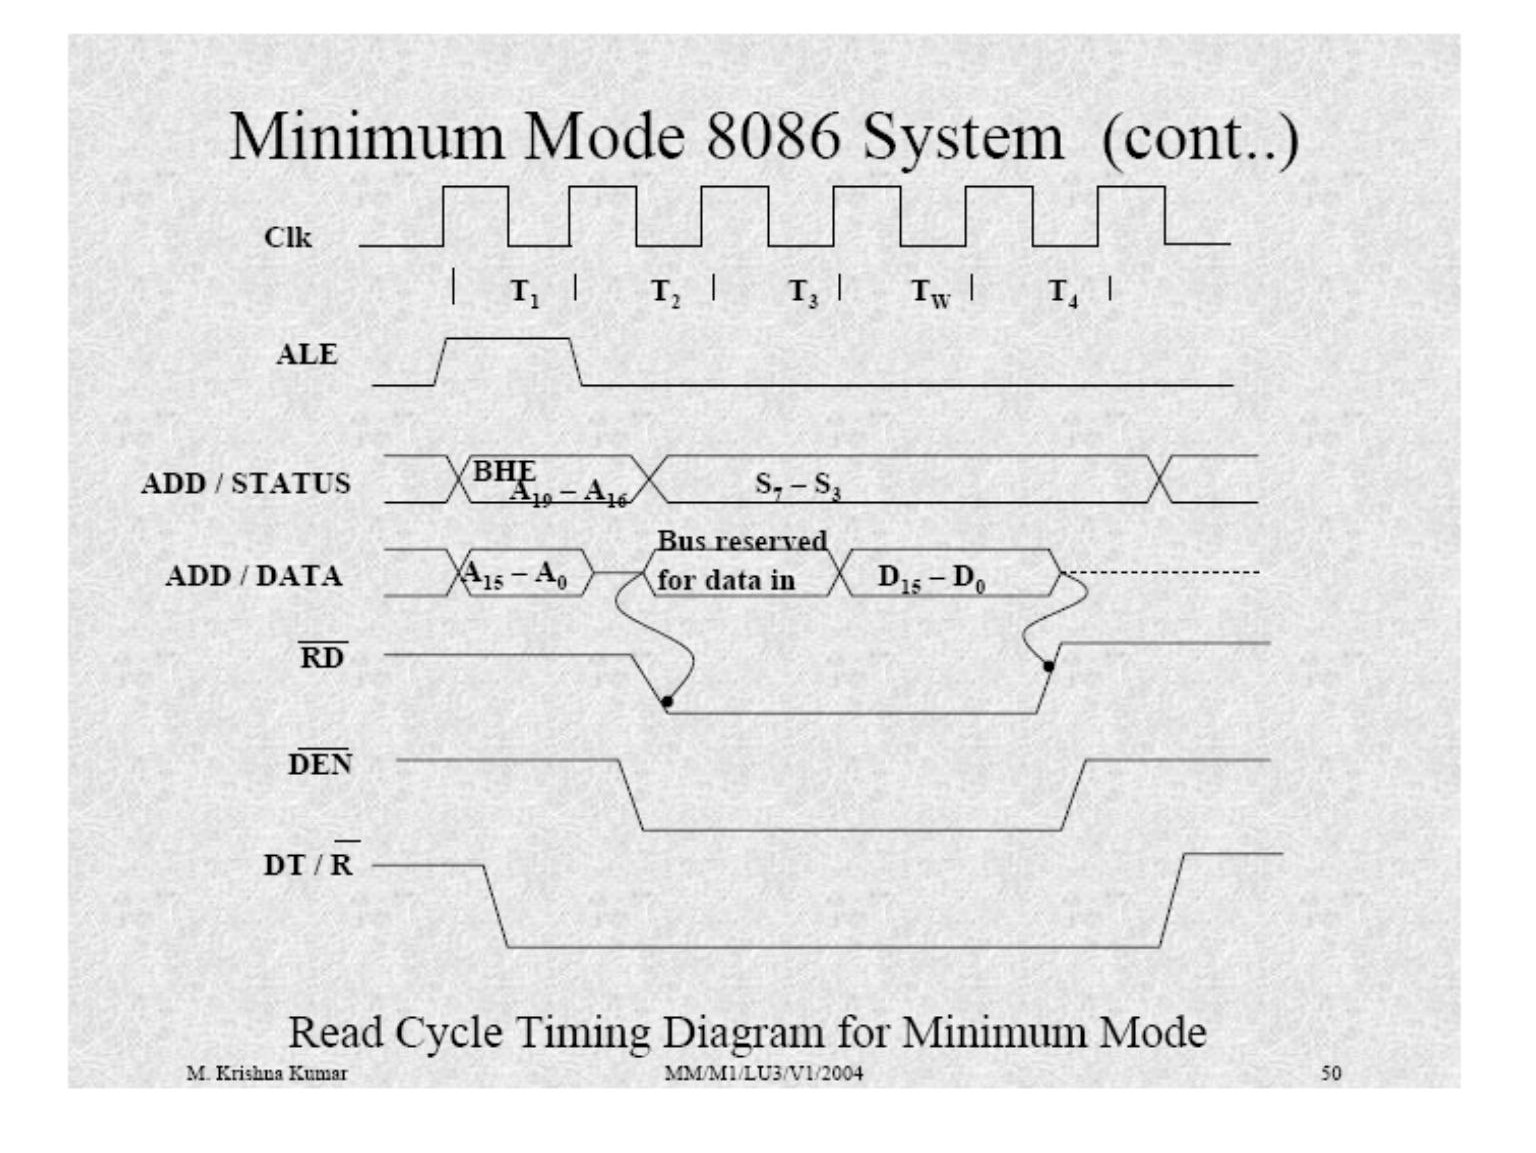 Minimum Mode 8086 System (cont..)
Clk
| T1 | T2 | T3 | TW | T4 |
ALE
ADD / STATUS
BHE
A19 – A16
S7 – S3
ADD / DATA
A15 – A0
Bus reserved
for data in
D15 – D0
RD
DEN
DT / R
Read Cycle Timing Diagram for Minimum Mode
M. Krishna Kumar
MM/M1/LU3/V1/2004
50